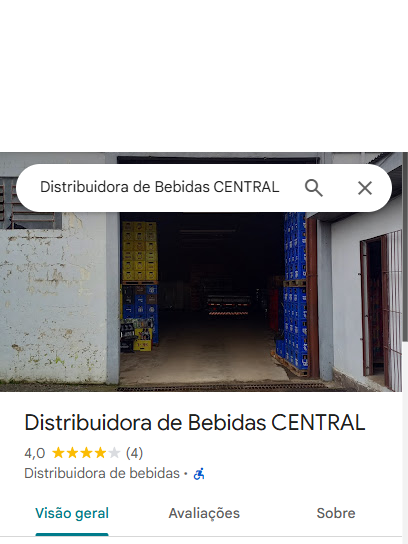 Distribuidora de Bebidas CENTRAL
Distribuidora de Bebidas CENTRAL
4,0 (4)
Distribuidora de bebidas ·
Visão geral Avaliações Sobre